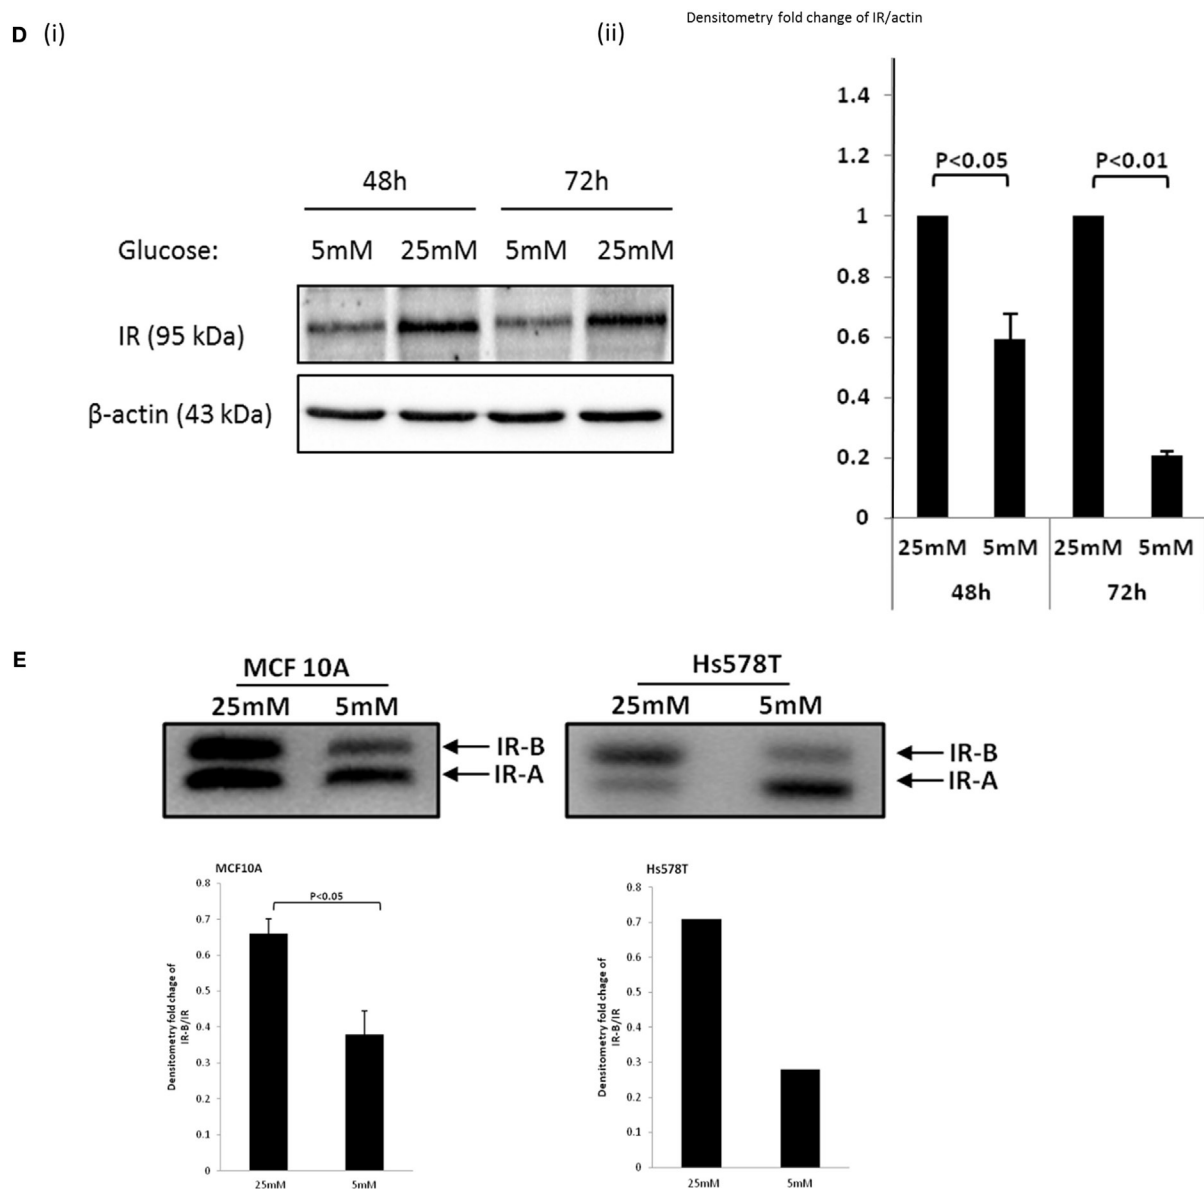 D (i)
(ii)
Densitometry fold change of IR/actin
48h 72h
Glucose: 5mM 25mM 5mM 25mM
IR (95 kDa)
β-actin (43 kDa)
1.4
1.2
1
0.8
0.6
0.4
0.2
0
P<0.05 P<0.01
25mM 5mM 25mM 5mM
48h 72h
E
MCF 10A
25mM 5mM
IR-B
IR-A
Hs578T
25mM 5mM
IR-B
IR-A
MCF10A
Densitometry fold chage of
IR-B/IR
0.8
0.7
0.6
0.5
0.4
0.3
0.2
0.1
0
P<0.05
25mM 5mM
Hs578T
Densitometry fold chage of
IR-B/IR
0.8
0.7
0.6
0.5
0.4
0.3
0.2
0.1
0
25mM 5mM